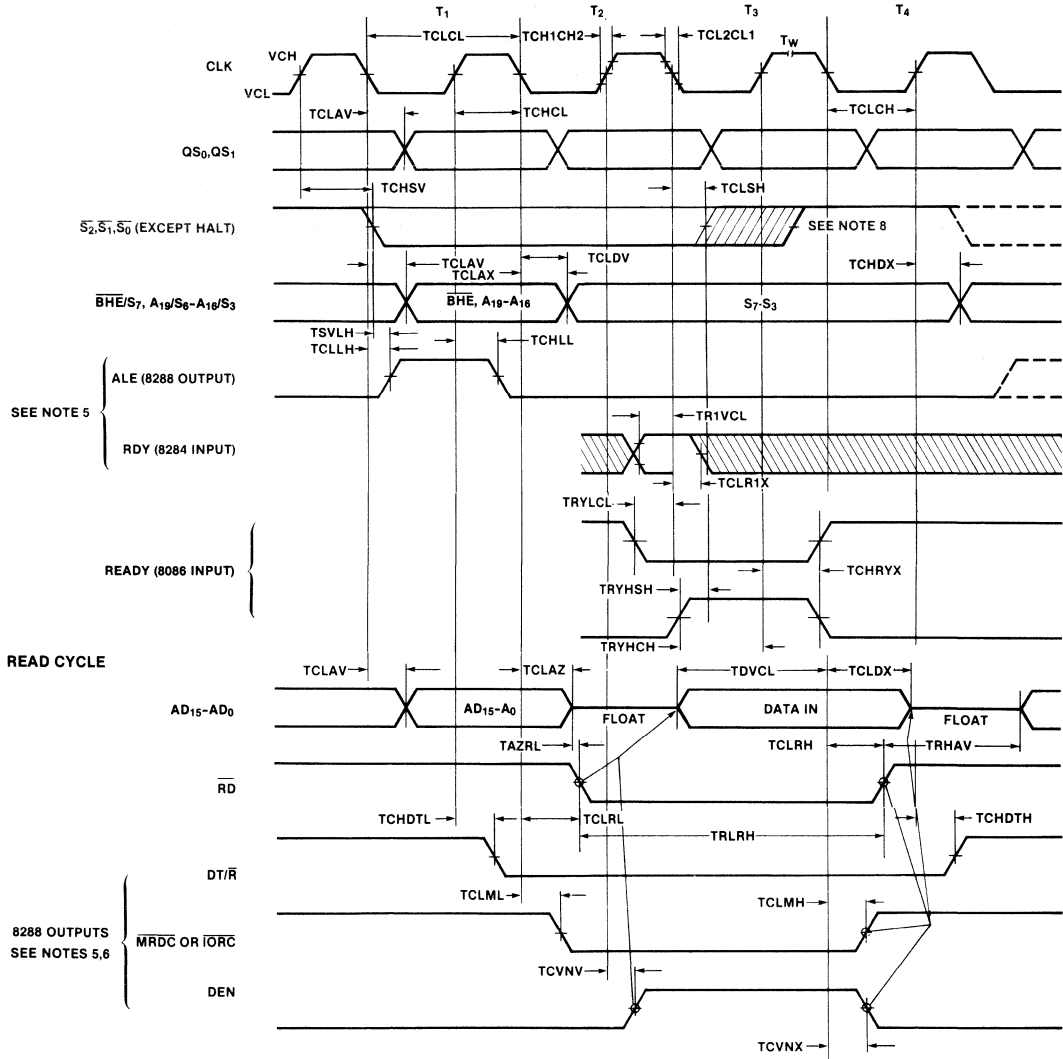 T1 T2 T3 T4
TCLCL TCH1CH2 TCL2CL1
TW
VCH
CLK
VCL
TCLAV TCHCL TCLCH
QS0,QS1
TCHSV TCLSH
S2,S1,S0 (EXCEPT HALT) SEE NOTE 8
TCLAV TCLDV TCHDX
TCLAX
BHE/S7, A19/S6-A16/S3 BHE, A19-A16 S7-S3
TSVLH TCHLL
TCLLH
ALE (8288 OUTPUT)
SEE NOTE 5
TR1VCL
RDY (8284 INPUT)
TCLR1X
TRYLCL
READY (8086 INPUT) TCHRYX
TRYHSH
TRYHCH
READ CYCLE
TCLAV TCLAZ TDVCL TCLDX
AD15-AD0 AD15-A0 FLOAT DATA IN FLOAT
TAZRL TCLRH TRHAV
RD
TCHDTL TCLRL TRLRH TCHDTH
DT/R
TCLML TCLMH
8288 OUTPUTS
SEE NOTES 5,6
MRDC OR IORC
TCVNV
DEN
TCVNX